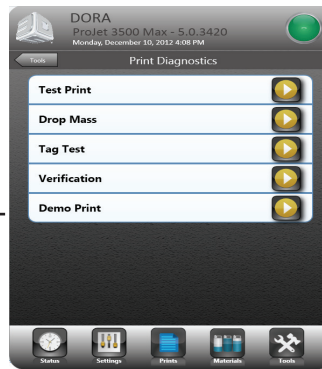 DORA
ProJet 3500 Max - 5.0.3420
Monday, December 10, 2012 4:08 PM
Tools
Print Diagnostics
Test Print
Drop Mass
Tag Test
Verification
Demo Print
Status
Settings
Prints
Materials
Tools